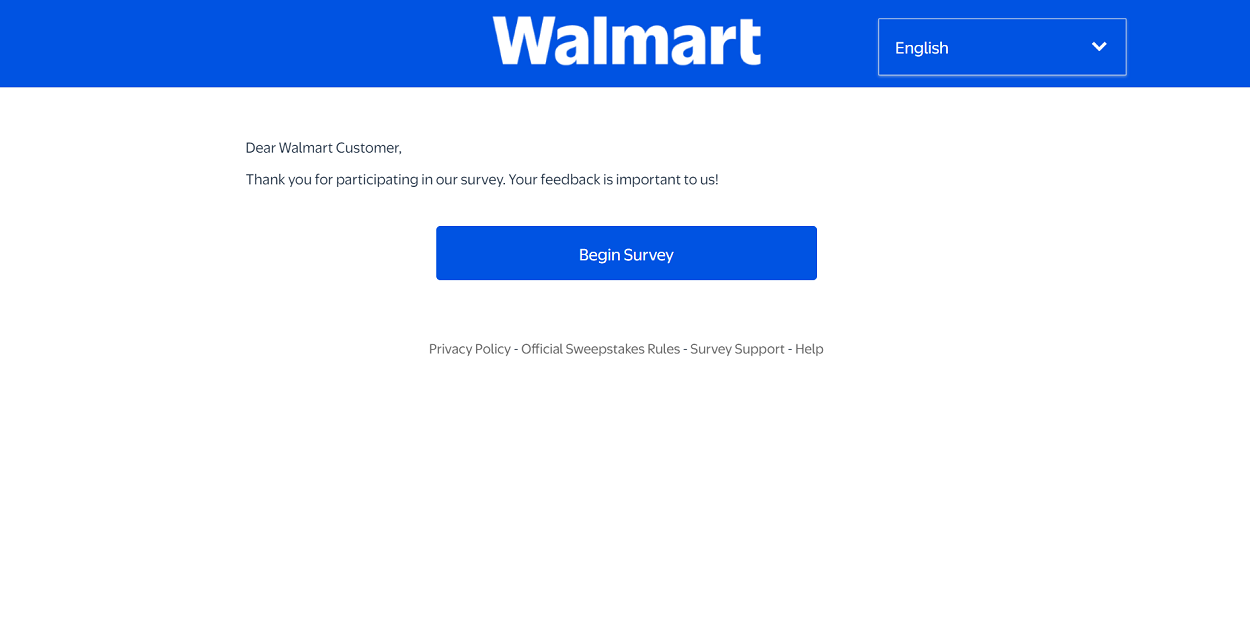 Walmart
English
Dear Walmart Customer,
Thank you for participating in our survey. Your feedback is important to us!
Begin Survey
Privacy Policy - Official Sweepstakes Rules - Survey Support - Help